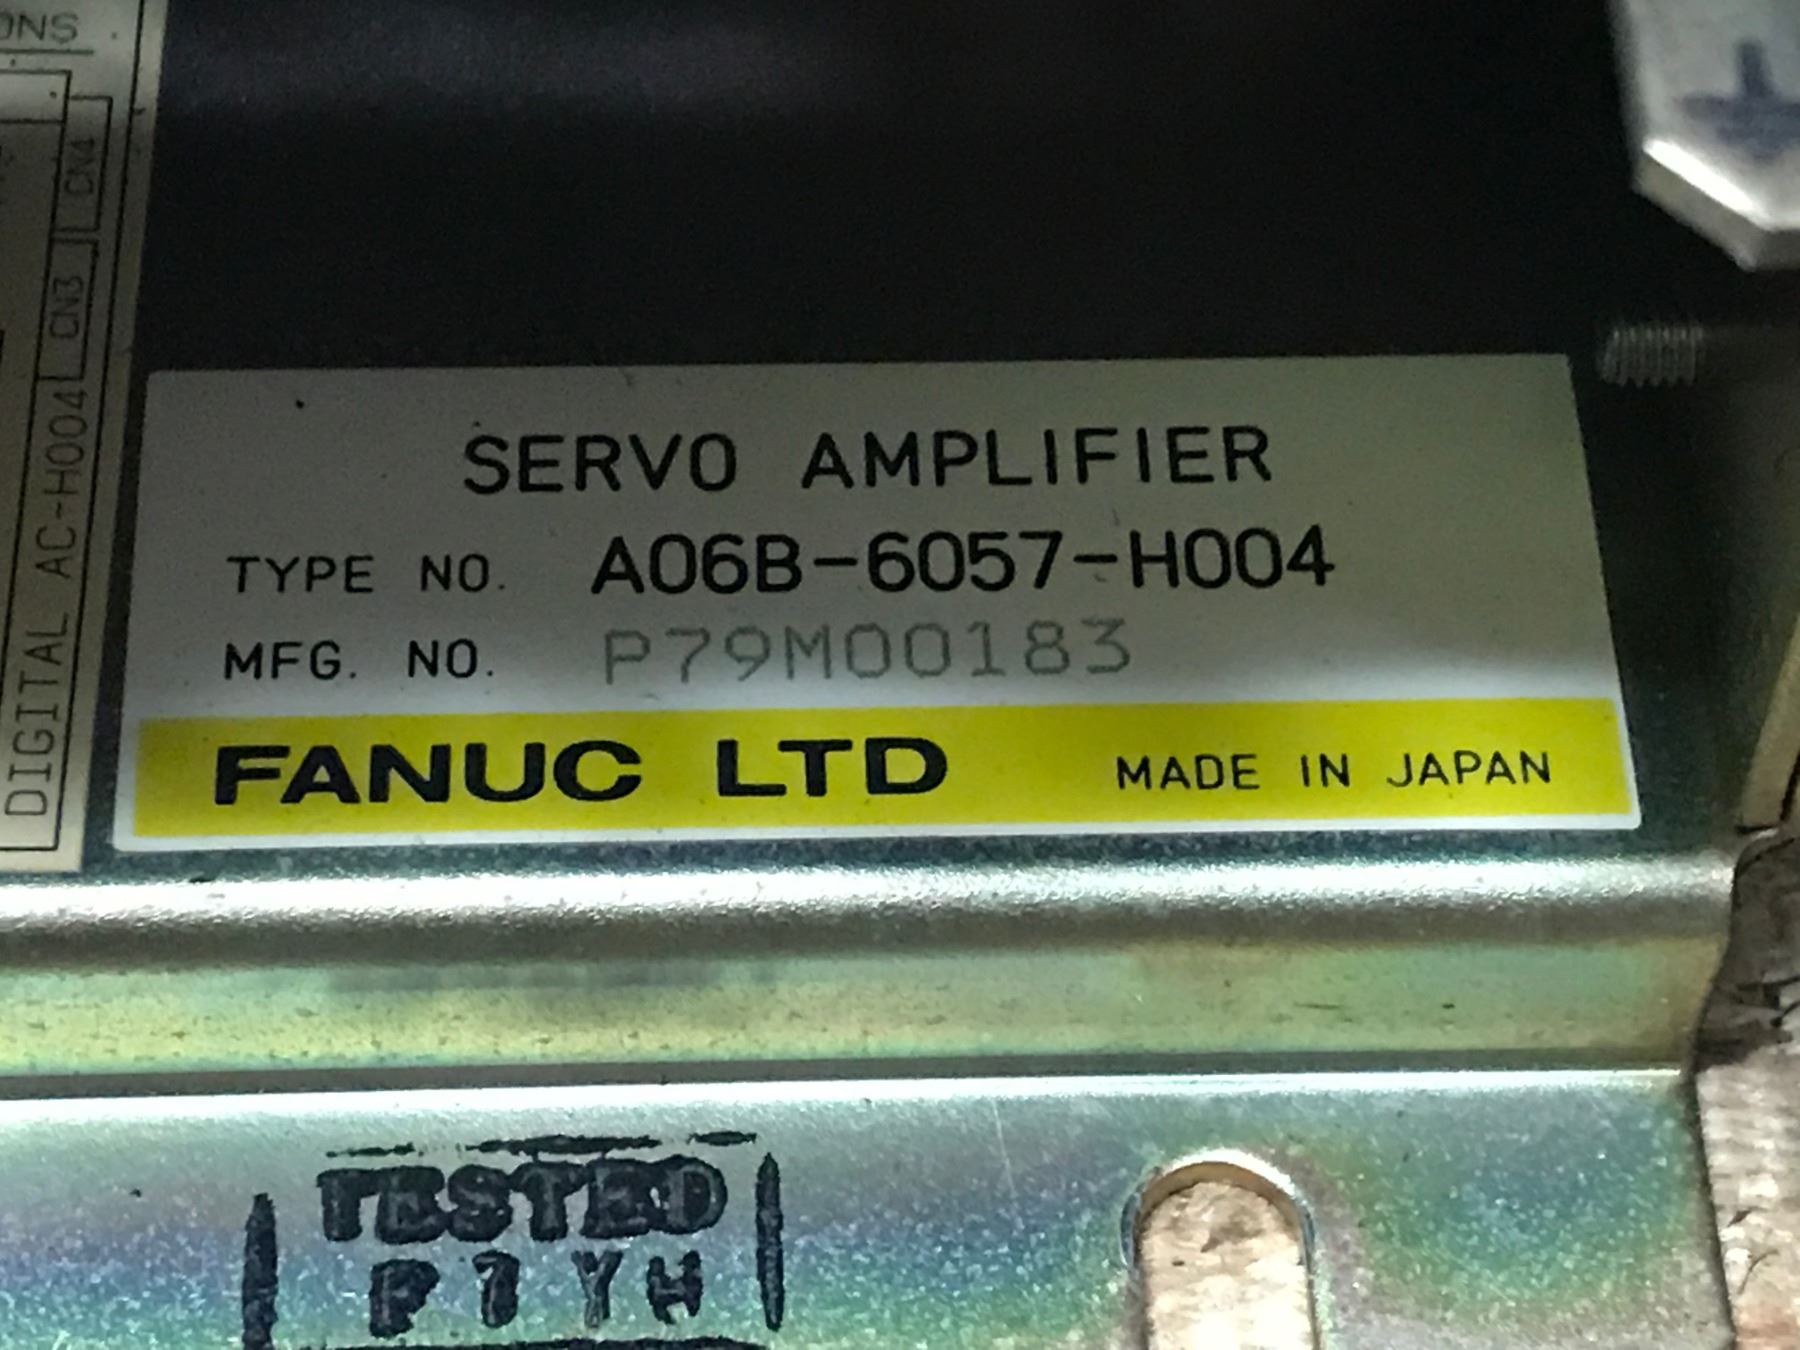 SERVO AMPLIFIER
TYPE NO. A06B-6057-H004
MFG. NO. P79M00183
FANUC LTD MADE IN JAPAN
DIGITAL AC-H004 CN3 CN4
TESTED
P7YH